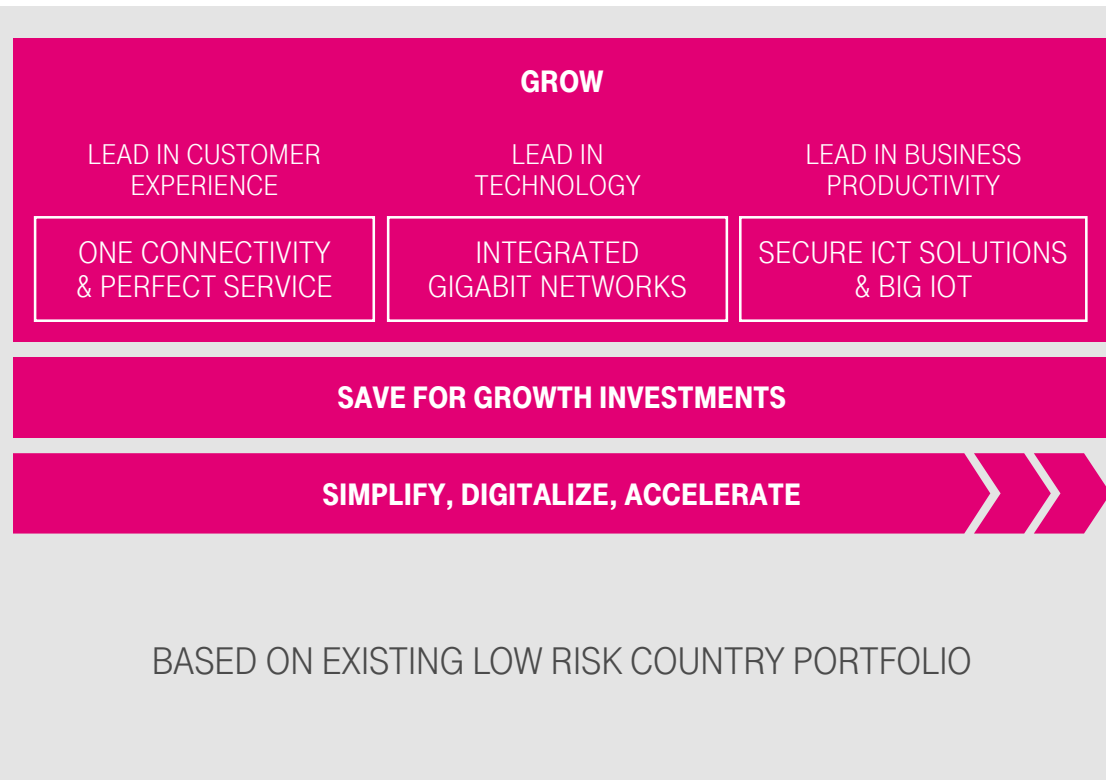 GROW
LEAD IN CUSTOMER
EXPERIENCE
LEAD IN
TECHNOLOGY
LEAD IN BUSINESS
PRODUCTIVITY
ONE CONNECTIVITY
& PERFECT SERVICE
INTEGRATED
GIGABIT NETWORKS
SECURE ICT SOLUTIONS
& BIG IOT
SAVE FOR GROWTH INVESTMENTS
SIMPLIFY, DIGITALIZE, ACCELERATE
BASED ON EXISTING LOW RISK COUNTRY PORTFOLIO